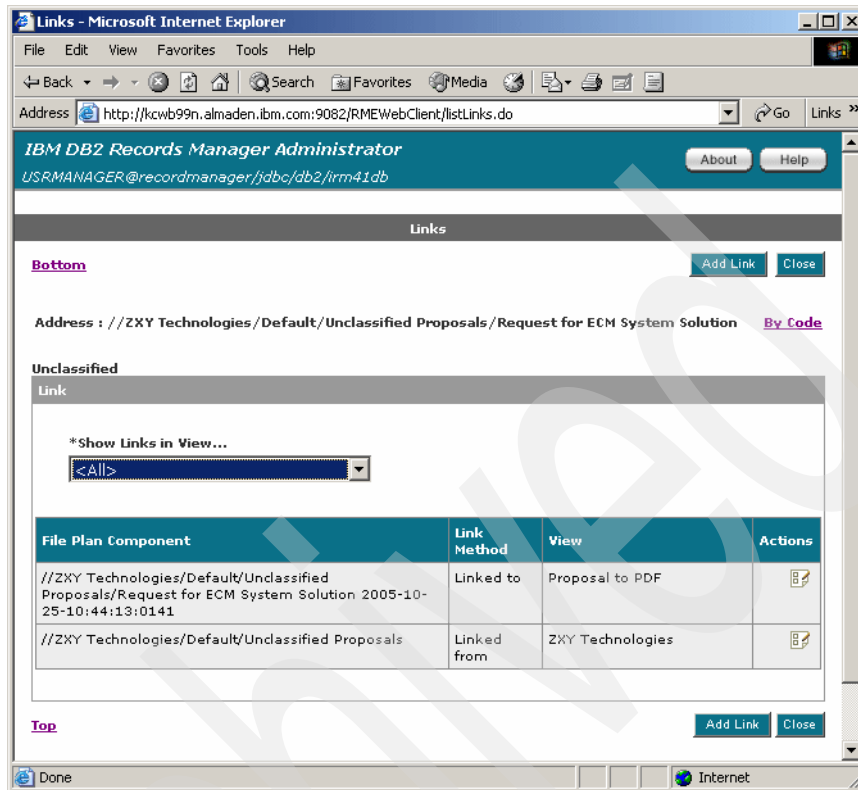 Links - Microsoft Internet Explorer
File Edit View Favorites Tools Help
Back Search Favorites Media
Address http://kcwb99n.almaden.ibm.com:9082/RMEWebClient/listLinks.do Go Links »
IBM DB2 Records Manager Administrator
About Help
USRMANAGER@recordmanager/jdbc/db2/irm41db
Links
Bottom Add Link Close
Address : //ZXY Technologies/Default/Unclassified Proposals/Request for ECM System Solution By Code
Unclassified
Link
*Show Links in View...
<All>
File Plan Component Link Method View Actions
//ZXY Technologies/Default/Unclassified Linked to Proposal to PDF
Proposals/Request for ECM System Solution 2005-10-
25-10:44:13:0141
//ZXY Technologies/Default/Unclassified Proposals Linked from ZXY Technologies
Top Add Link Close
Done Internet
Archived